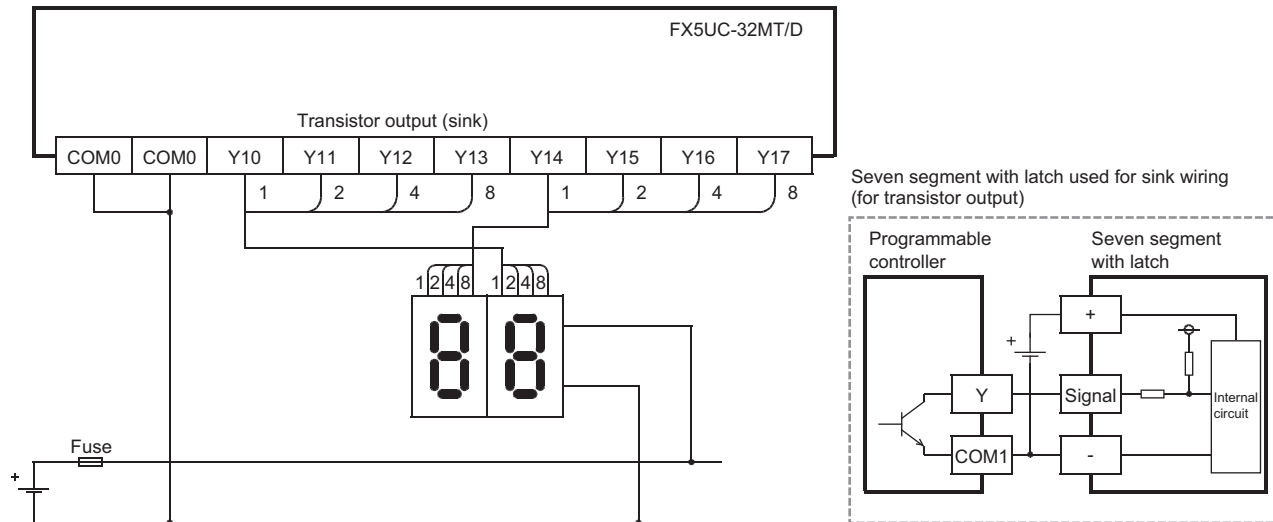 FX5UC-32MT/D
Transistor output (sink)
COM0 COM0 Y10 Y11 Y12 Y13 Y14 Y15 Y16 Y17
1 2 4 8 1 2 4 8
1 2 4 8 1 2 4 8
88
Fuse
+
Seven segment with latch used for sink wiring
(for transistor output)
Programmable
controller
Seven segment
with latch
+
+
Y
Signal
Internal
circuit
COM1
-